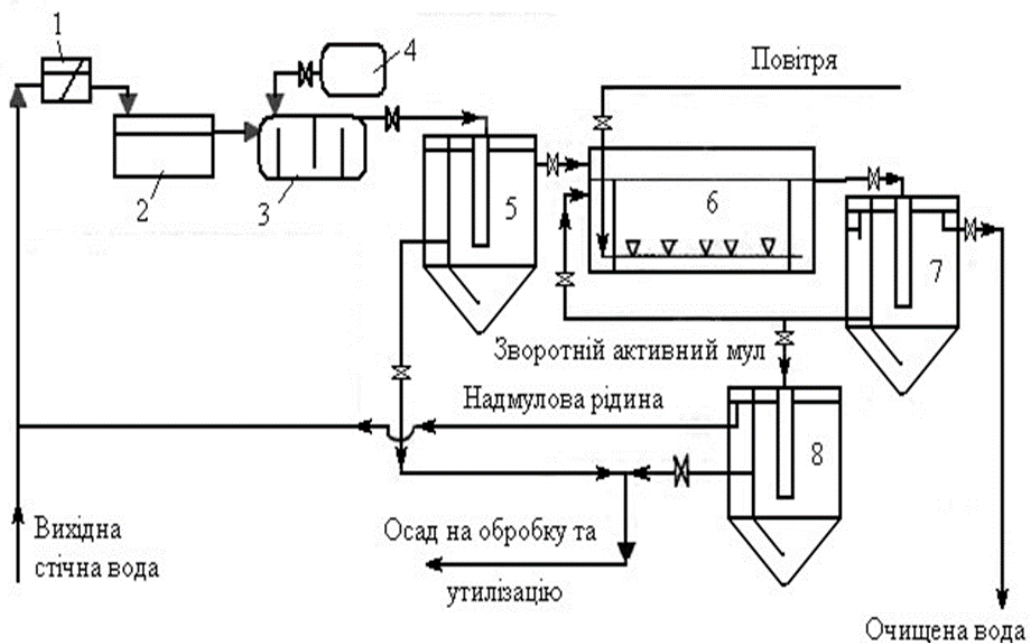 1
4
Повітря
2
3
5
6
7
Зворотній активний мул
Надмулова рідина
8
Вихідна
стічна вода
Осад на обробку та
утилізацію
Очищена вода